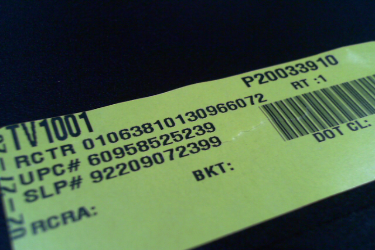 P20033910
TV1001
RCTR 01063810130966072
RT :1
UPC# 60958525239
SLP# 92209072399
BKT:
DOT CL:
RCRA: